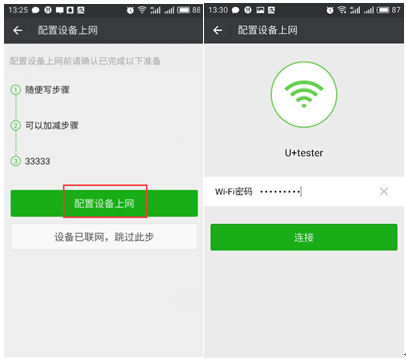 13:25
88
配置设备上网
配置设备上网前请确认已完成以下准备
1 随便写步骤
2 可以加减步骤
3 33333
配置设备上网
设备已联网，跳过此步
13:30
90
配置设备上网
U+tester
Wi-Fi密码 •••••••••
连接